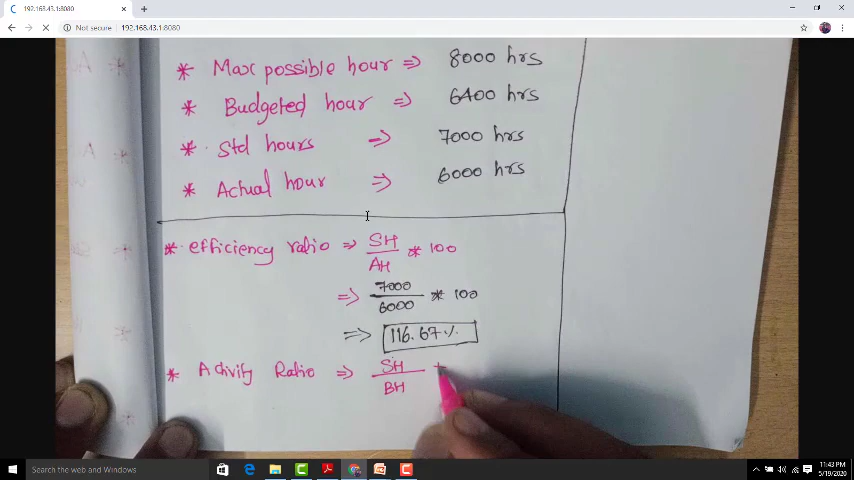 192.168.43.1:8080
Not secure | 192.168.43.1:8080
* Max possible hour => 8000 hrs
* Budgeted hour => 6400 hrs
* Std hours => 7000 hrs
* Actual hour => 6000 hrs
* efficiency ratio => SH/AH * 100
=> 7000/6000 * 100
=> 116.67 %
* Activity Ratio => SH/BH
Search the web and Windows
11:43 PM
5/19/2020